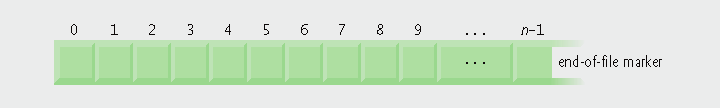 0 1 2 3 4 5 6 7 8 9 ... n-1
... end-of-file marker